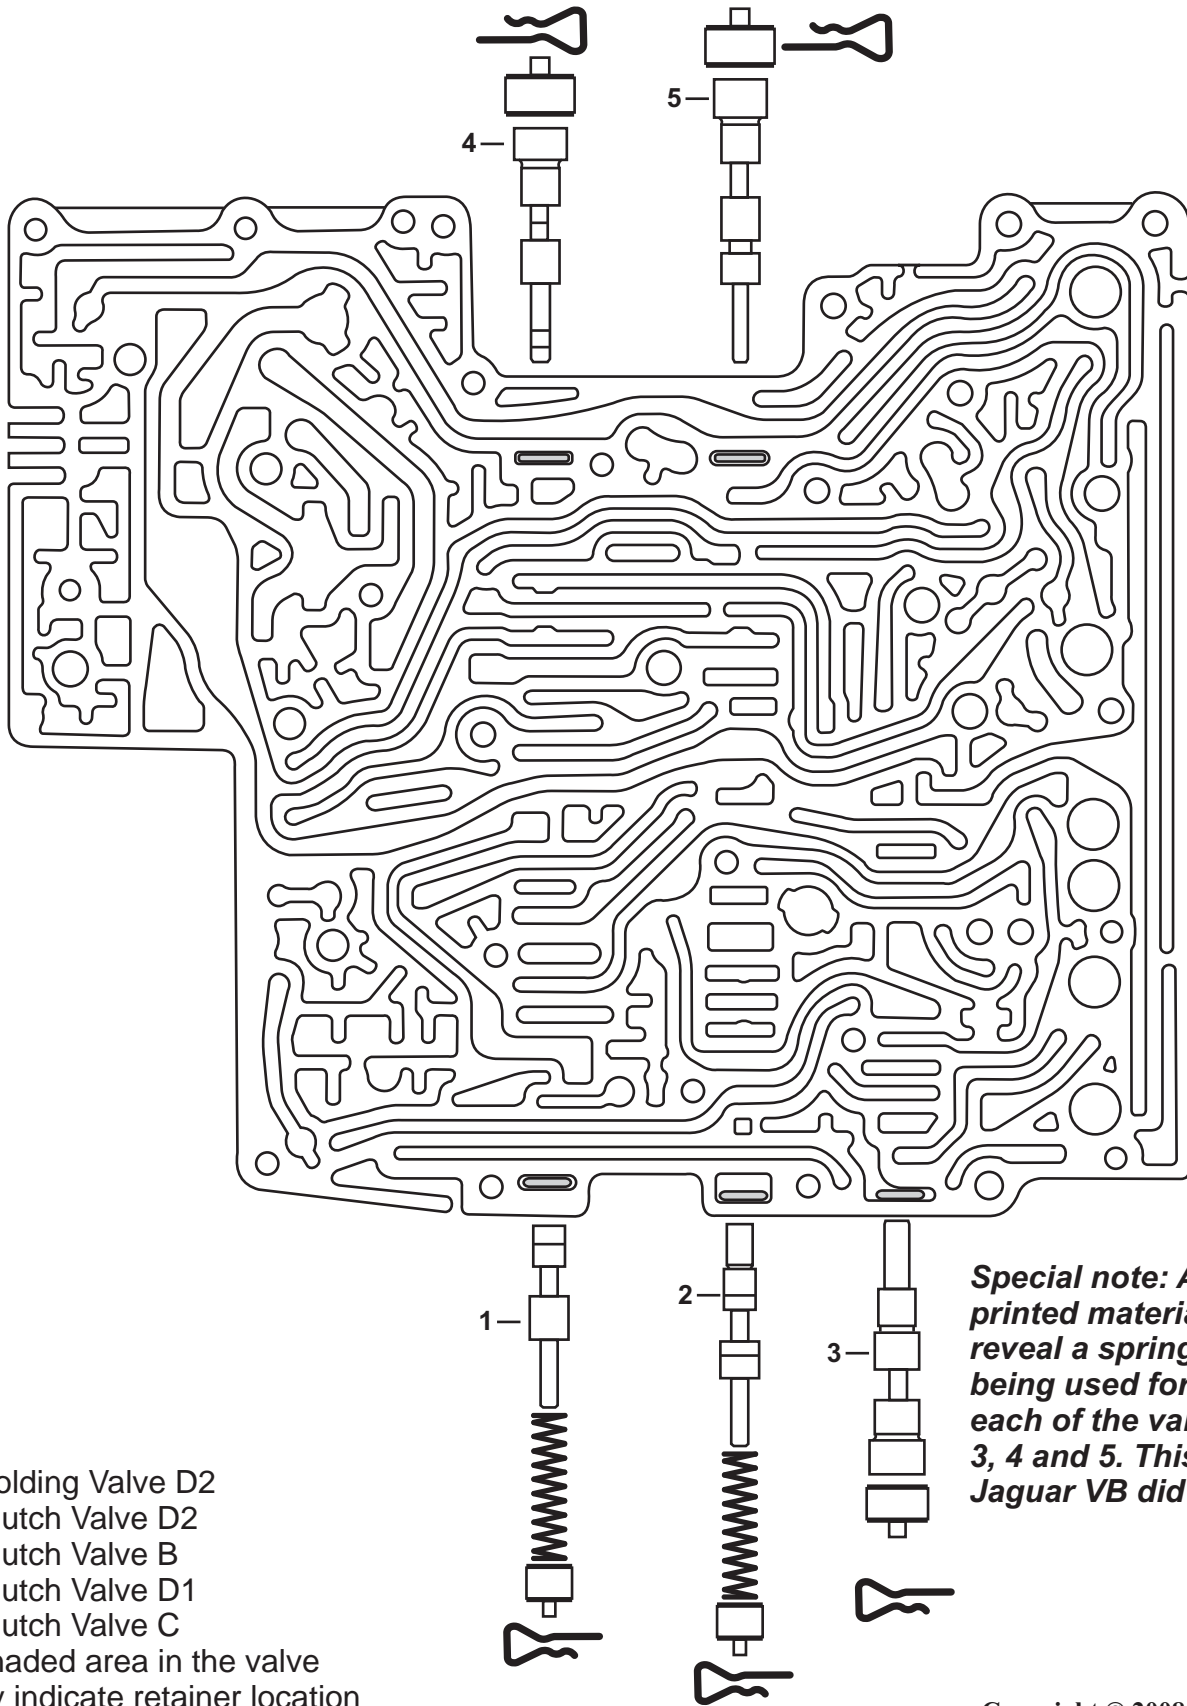 5
4
1
2
3
Special note: A
printed materia
reveal a spring
being used for
each of the val
3, 4 and 5. This
Jaguar VB did
olding Valve D2
utch Valve D2
utch Valve B
utch Valve D1
utch Valve C
haded area in the valve
y indicate retainer location
Copyright © 2008